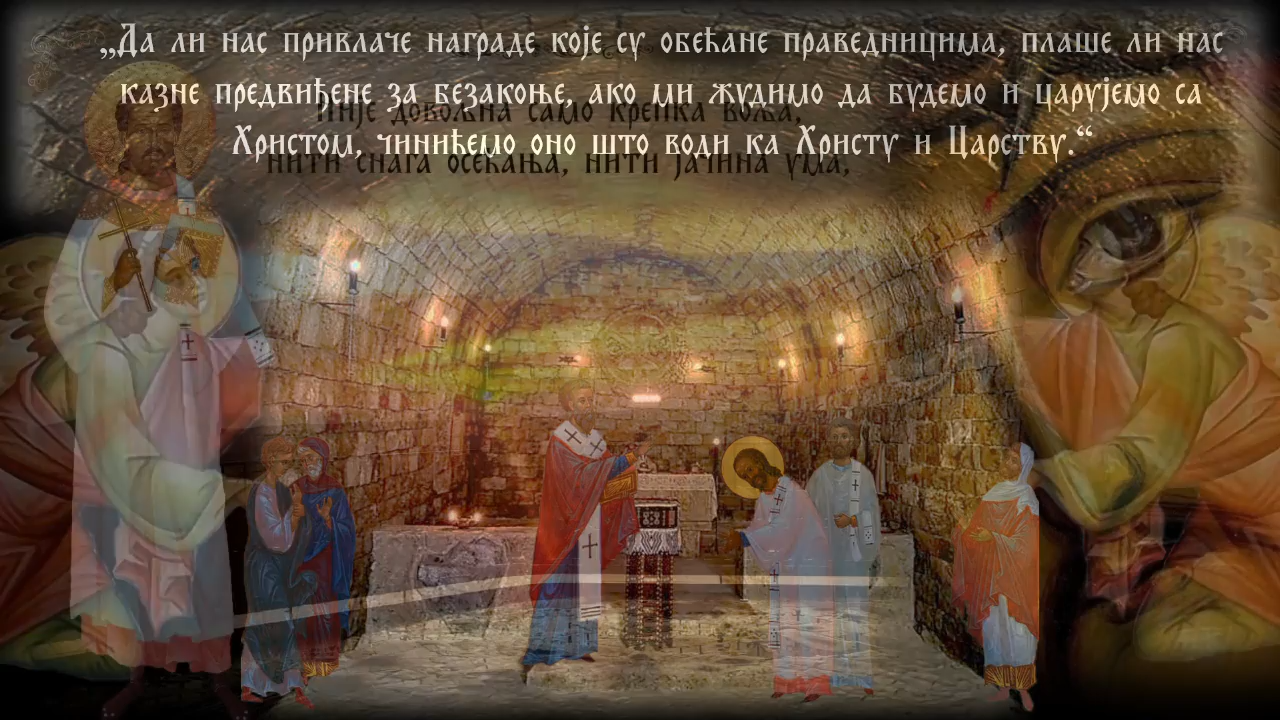 „Да ли нас привлаче награде које су обећане праведницима, плаше ли нас
казне предвиђене за безакоње, ако ми жудимо да будемо и царујемо са
Није довољна само крепка воља,
Христом, чинићемо оно што води ка Христу и Царству.“
нити снага осећања, нити јачина ума,